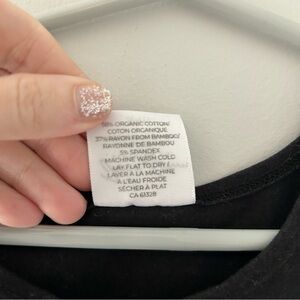 58% ORGANIC COTTON/
COTON ORGANIQUE
37% RAYON FROM BAMBOO/
RAYONNE DE BAMBOU
5% SPANDEX
MACHINE WASH COLD
LAY FLAT TO DRY /
LAVER À LA MACHINE
A L'EAU FROIDE
SÉCHER À PLAT
CA 61328